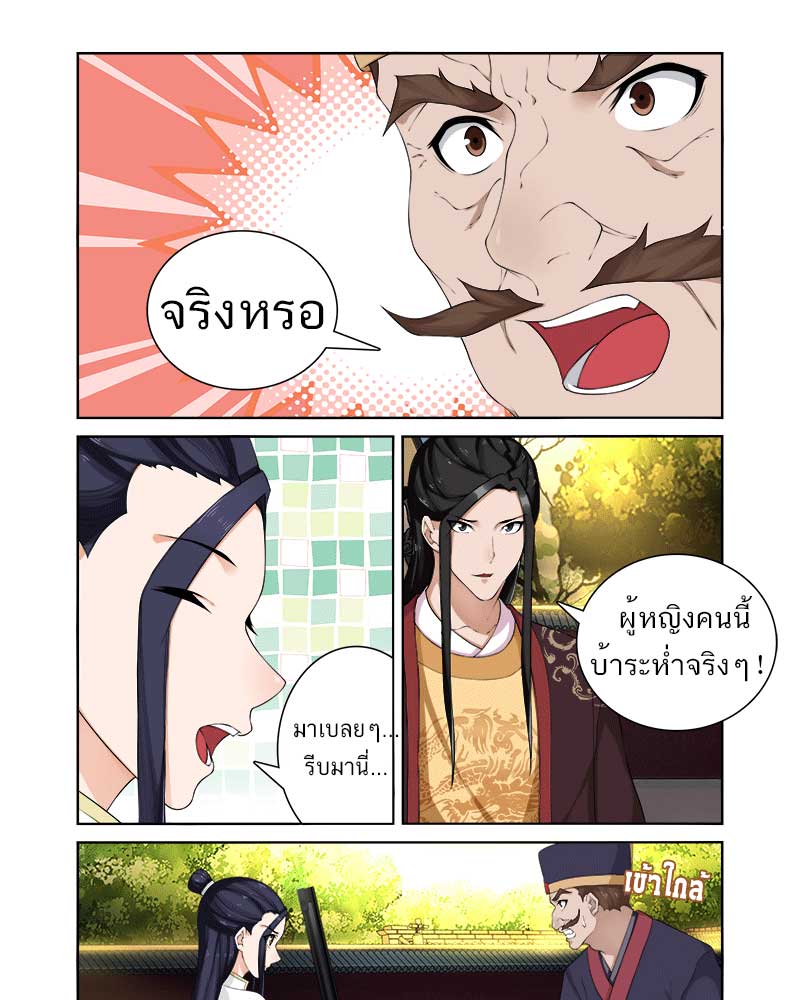 จริงหรอ
มาเบลยๆ...
รีบมานี่...
ผู้หญิงคนนี้
บ้าระห่ำจริงๆ!
เข้าใกล้